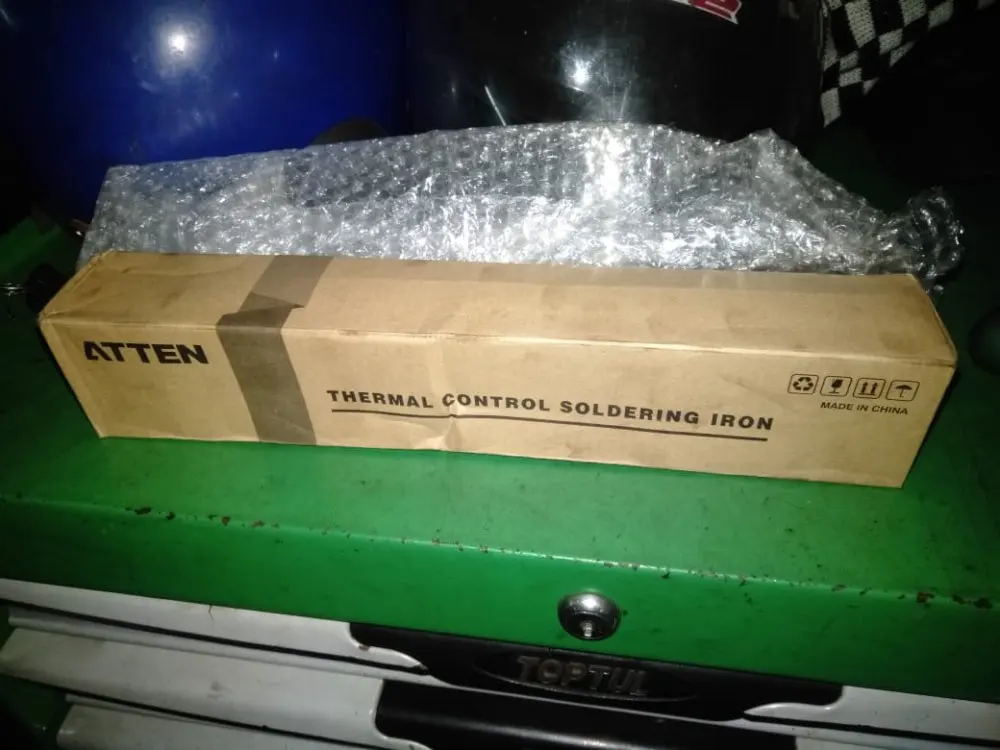 ATTEN
THERMAL CONTROL SOLDERING IRON
MADE IN CHINA
TOPTUL